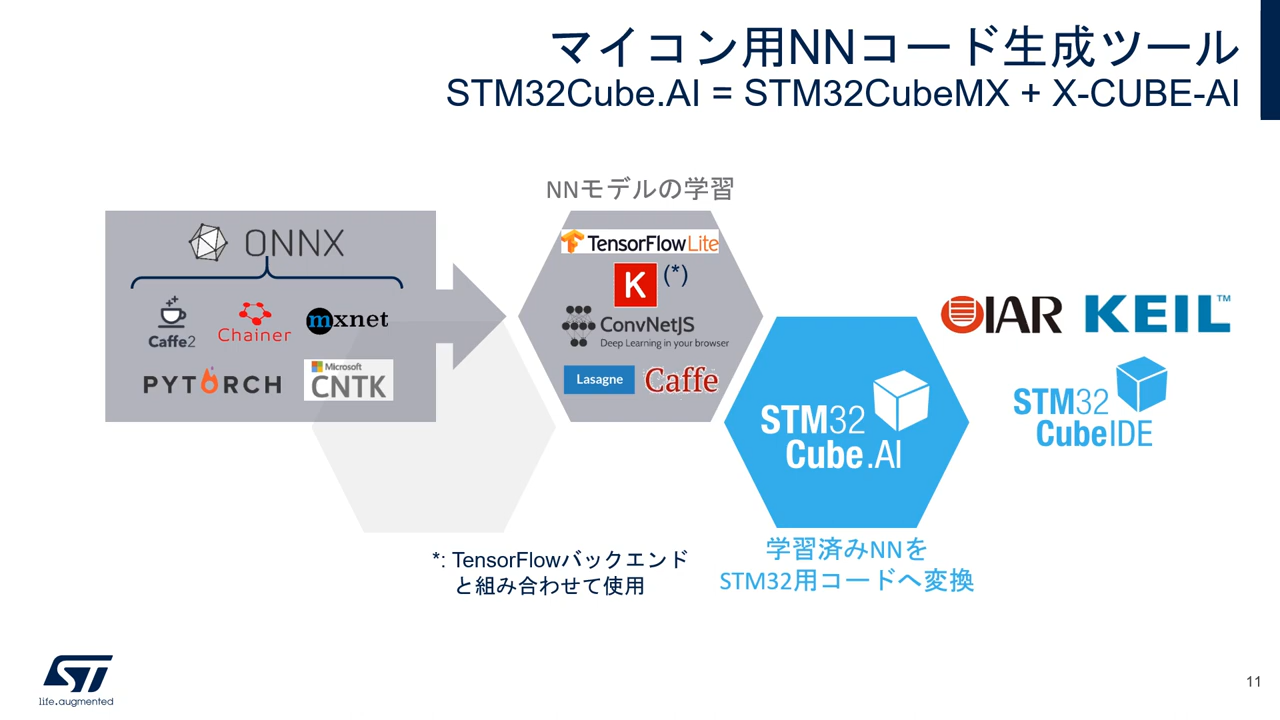 マイコン用NNコード生成ツール
STM32Cube.AI = STM32CubeMX + X-CUBE-AI
NNモデルの学習
ONNX
Caffe2
Chainer
mxnet
PYTORCH
Microsoft
CNTK
TensorFlow Lite
K (*)
ConvNetJS
Deep Learning in your browser
Lasagne
Caffe
STM32
Cube.AI
IAR
KEIL™
STM32
CubeIDE
学習済みNNを
STM32用コードへ変換
*: TensorFlowバックエンド
と組み合わせて使用
ST
life.augmented
11